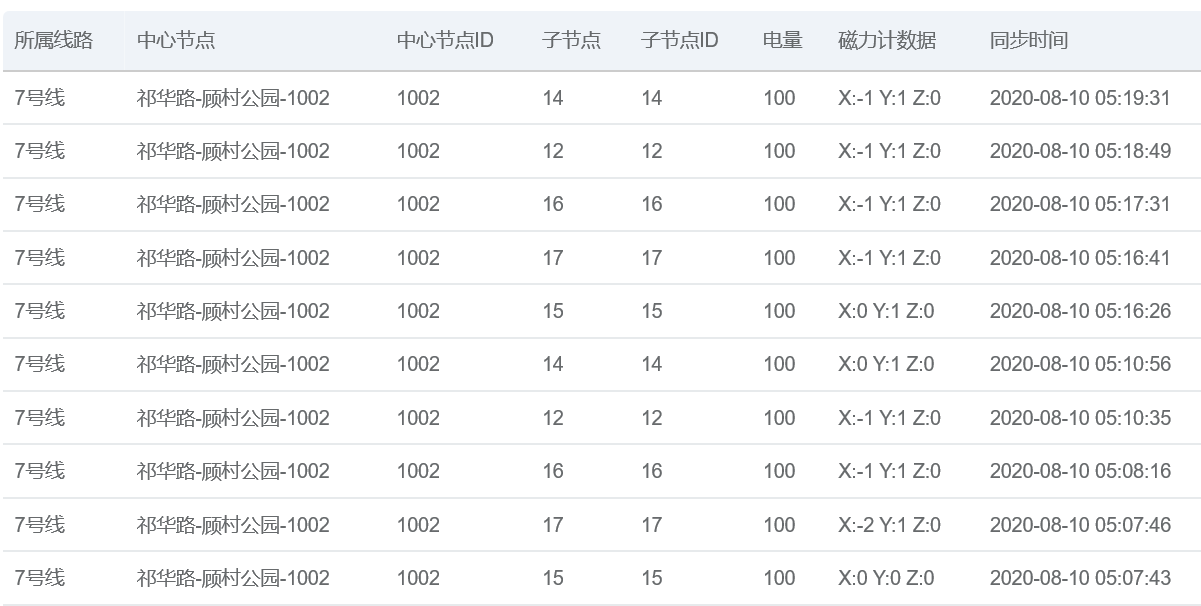 所属线路 中心节点 中心节点ID 子节点 子节点ID 电量 磁力计数据 同步时间
7号线 祁华路-顾村公园-1002 1002 14 14 100 X:-1 Y:1 Z:0 2020-08-10 05:19:31
7号线 祁华路-顾村公园-1002 1002 12 12 100 X:-1 Y:1 Z:0 2020-08-10 05:18:49
7号线 祁华路-顾村公园-1002 1002 16 16 100 X:-1 Y:1 Z:0 2020-08-10 05:17:31
7号线 祁华路-顾村公园-1002 1002 17 17 100 X:-1 Y:1 Z:0 2020-08-10 05:16:41
7号线 祁华路-顾村公园-1002 1002 15 15 100 X:0 Y:1 Z:0 2020-08-10 05:16:26
7号线 祁华路-顾村公园-1002 1002 14 14 100 X:0 Y:1 Z:0 2020-08-10 05:10:56
7号线 祁华路-顾村公园-1002 1002 12 12 100 X:-1 Y:1 Z:0 2020-08-10 05:10:35
7号线 祁华路-顾村公园-1002 1002 16 16 100 X:-1 Y:1 Z:0 2020-08-10 05:08:16
7号线 祁华路-顾村公园-1002 1002 17 17 100 X:-2 Y:1 Z:0 2020-08-10 05:07:46
7号线 祁华路-顾村公园-1002 1002 15 15 100 X:0 Y:0 Z:0 2020-08-10 05:07:43